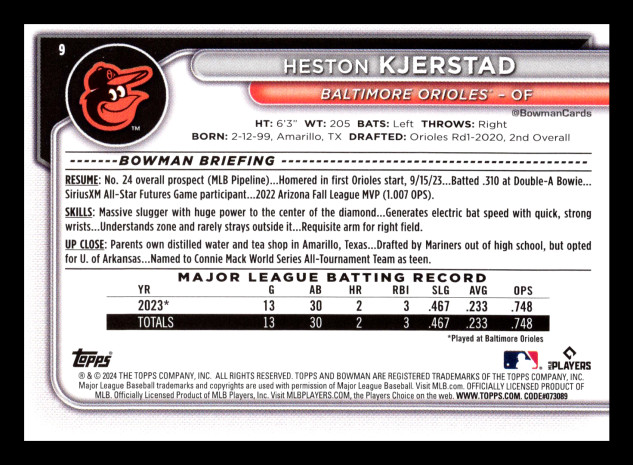 9
HESTON KJERSTAD
BALTIMORE ORIOLES™ – OF
@BowmanCards
HT: 6'3" WT: 205 BATS: Left THROWS: Right
BORN: 2-12-99, Amarillo, TX DRAFTED: Orioles Rd1-2020, 2nd Overall
BOWMAN BRIEFING
RESUME: No. 24 overall prospect (MLB Pipeline)...Homered in first Orioles start, 9/15/23...Batted .310 at Double-A Bowie...
SiriusXM All-Star Futures Game participant...2022 Arizona Fall League MVP (1.007 OPS).
SKILLS: Massive slugger with huge power to the center of the diamond...Generates electric bat speed with quick, strong
wrists...Understands zone and rarely strays outside it...Requisite arm for right field.
UP CLOSE: Parents own distilled water and tea shop in Amarillo, Texas...Drafted by Mariners out of high school, but opted
for U. of Arkansas...Named to Connie Mack World Series All-Tournament Team as teen.
MAJOR LEAGUE BATTING RECORD
YR G AB HR RBI SLG AVG OPS
2023* 13 30 2 3 .467 .233 .748
TOTALS 13 30 2 3 .467 .233 .748
*Played at Baltimore Orioles
Topps
PLAYERS
® & © 2024 THE TOPPS COMPANY, INC. ALL RIGHTS RESERVED. TOPPS AND BOWMAN ARE REGISTERED TRADEMARKS OF THE TOPPS COMPANY, INC.
Major League Baseball trademarks and copyrights are used with permission of Major League Baseball. Visit MLB.com. OFFICIALLY LICENSED PRODUCT OF
MLB. Officially Licensed Product of MLB Players, Inc. Visit MLBPLAYERS.COM, the Players Choice on the web. WWW.TOPPS.COM. CODE#073089